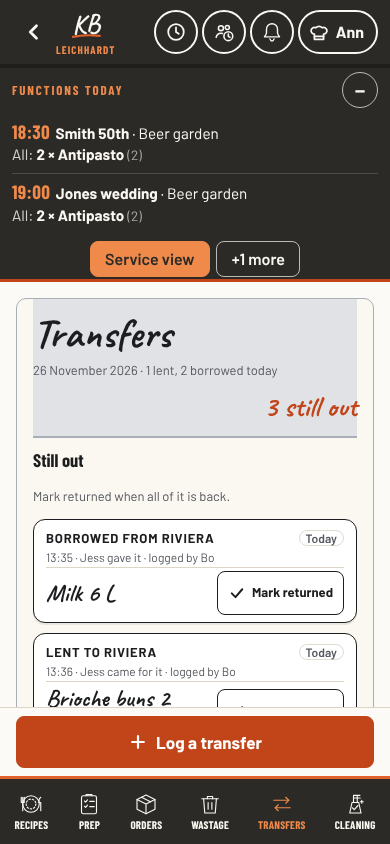 KB
LEICHHARDT
Ann
FUNCTIONS TODAY
18:30 Smith 50th · Beer garden
All: 2 × Antipasto (2)
19:00 Jones wedding · Beer garden
All: 2 × Antipasto (2)
Service view
+1 more
Transfers
26 November 2026 · 1 lent, 2 borrowed today
3 still out
Still out
Mark returned when all of it is back.
BORROWED FROM RIVIERA
Today
13:35 · Jess gave it · logged by Bo
Milk 6 L
Mark returned
LENT TO RIVIERA
Today
13:36 · Jess came for it · logged by Bo
Brioche buns 2
+ Log a transfer
RECIPES
PREP
ORDERS
WASTAGE
TRANSFERS
CLEANING